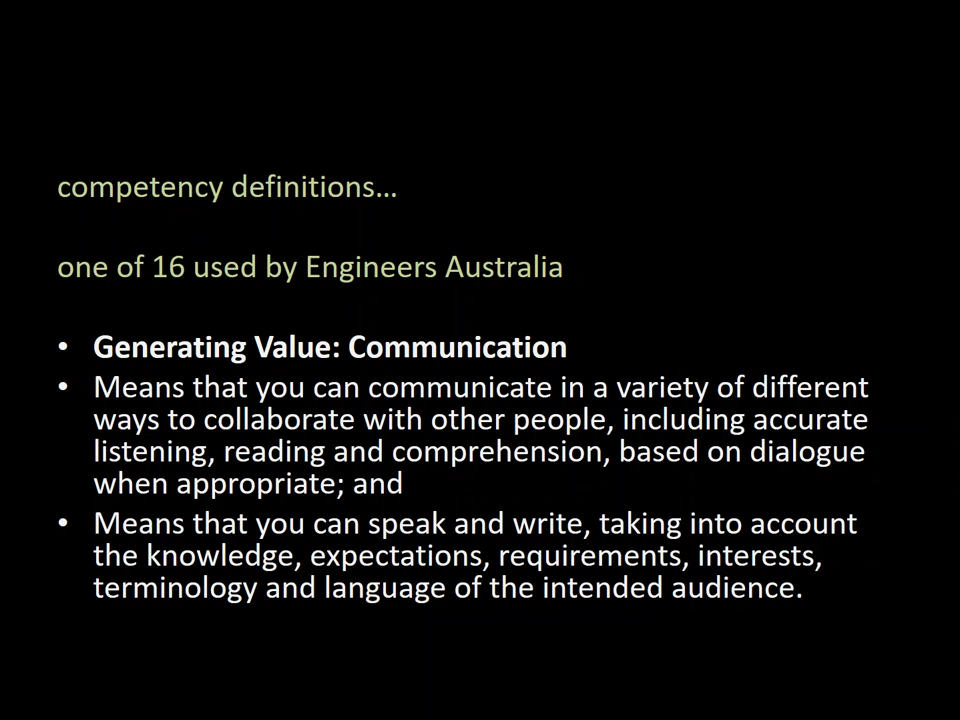 competency definitions…
one of 16 used by Engineers Australia
• Generating Value: Communication
• Means that you can communicate in a variety of different
ways to collaborate with other people, including accurate
listening, reading and comprehension, based on dialogue
when appropriate; and
• Means that you can speak and write, taking into account
the knowledge, expectations, requirements, interests,
terminology and language of the intended audience.